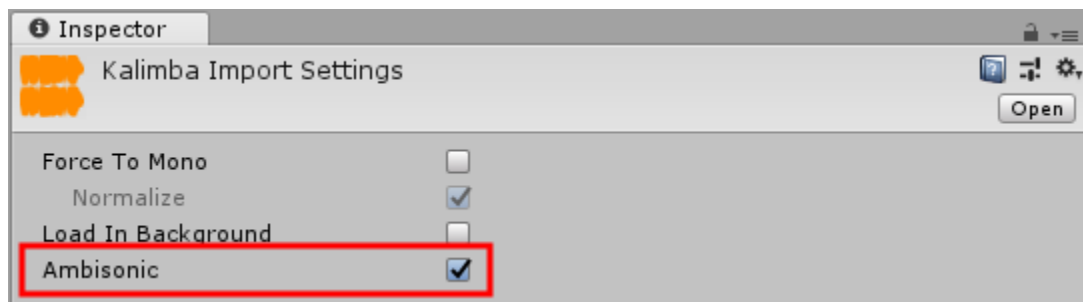 Inspector
Kalimba Import Settings
Open
Force To Mono
Normalize
Load In Background
Ambisonic